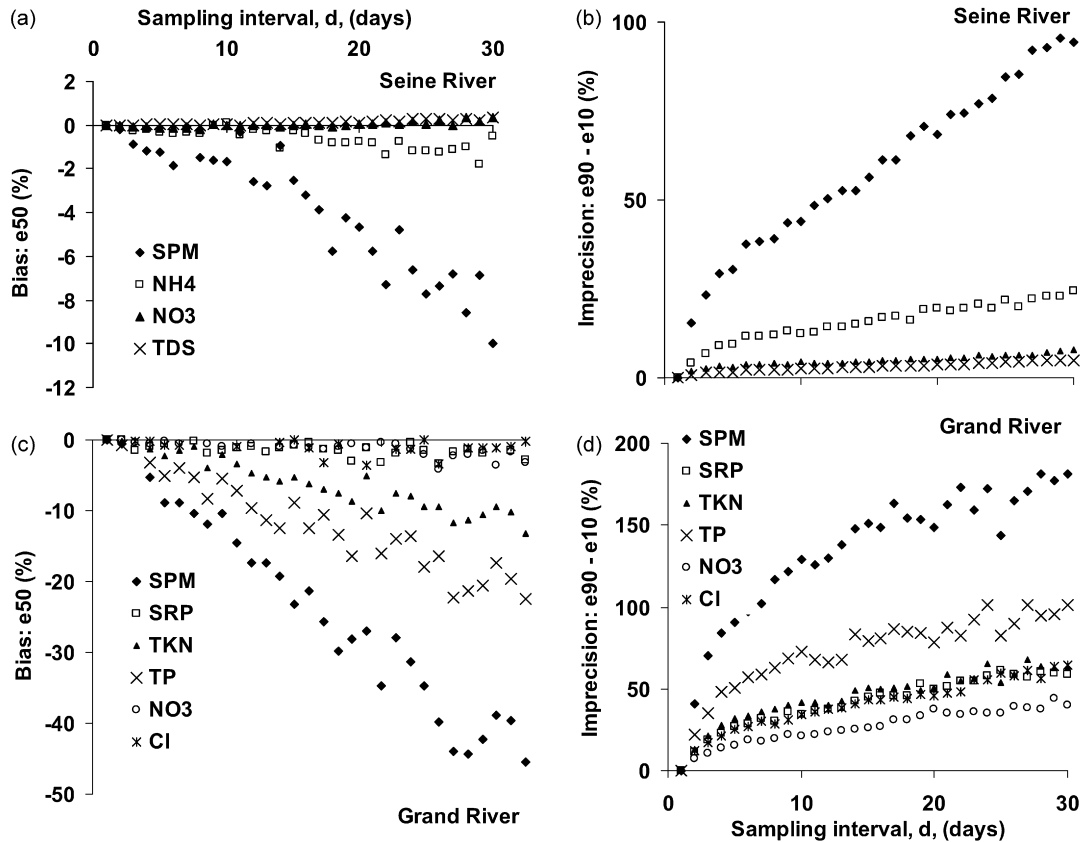 (a)
Sampling interval, d, (days)
0 10 20 30
Seine River
2
0
-2
-4
-6
-8
-10
-12
Bias: e50 (%)
SPM
NH4
NO3
TDS
(b)
Seine River
100
50
0
Imprecision: e90 - e10 (%)
(c)
0
-10
-20
-30
-40
-50
Bias: e50 (%)
SPM
SRP
TKN
TP
NO3
Cl
Grand River
(d)
Grand River
200
150
100
50
0
Imprecision: e90 - e10 (%)
SPM
SRP
TKN
TP
NO3
Cl
0 10 20 30
Sampling interval, d, (days)